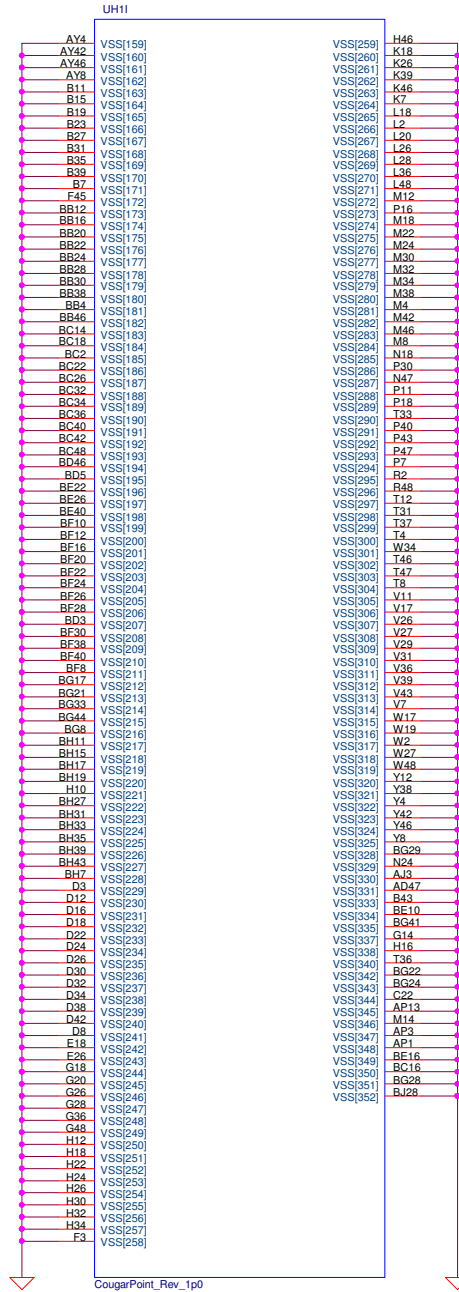 UH1I
AY4 VSS[159] VSS[259] H46
AY42 VSS[160] VSS[260] K18
AY46 VSS[161] VSS[261] K26
AY8 VSS[162] VSS[262] K39
B11 VSS[163] VSS[263] K46
B15 VSS[164] VSS[264] K7
B19 VSS[165] VSS[265] L18
B23 VSS[166] VSS[266] L2
B27 VSS[167] VSS[267] L20
B31 VSS[168] VSS[268] L26
B35 VSS[169] VSS[269] L28
B39 VSS[170] VSS[270] L36
B7 VSS[171] VSS[271] L48
F45 VSS[172] VSS[272] M12
BB12 VSS[173] VSS[273] P16
BB16 VSS[174] VSS[274] M18
BB20 VSS[175] VSS[275] M22
BB22 VSS[176] VSS[276] M24
BB24 VSS[177] VSS[277] M30
BB28 VSS[178] VSS[278] M32
BB30 VSS[179] VSS[279] M34
BB38 VSS[180] VSS[280] M38
BB4 VSS[181] VSS[281] M4
BB46 VSS[182] VSS[282] M42
BC14 VSS[183] VSS[283] M46
BC18 VSS[184] VSS[284] M8
BC2 VSS[185] VSS[285] N18
BC22 VSS[186] VSS[286] P30
BC26 VSS[187] VSS[287] N47
BC32 VSS[188] VSS[288] P11
BC34 VSS[189] VSS[289] P18
BC36 VSS[190] VSS[290] T33
BC40 VSS[191] VSS[291] P40
BC42 VSS[192] VSS[292] P43
BC48 VSS[193] VSS[293] P47
BD46 VSS[194] VSS[294] P7
BD5 VSS[195] VSS[295] R2
BE22 VSS[196] VSS[296] R48
BE26 VSS[197] VSS[297] T12
BE40 VSS[198] VSS[298] T31
BF10 VSS[199] VSS[299] T37
BF12 VSS[200] VSS[300] T4
BF16 VSS[201] VSS[301] W34
BF20 VSS[202] VSS[302] T46
BF22 VSS[203] VSS[303] T47
BF24 VSS[204] VSS[304] T8
BF26 VSS[205] VSS[305] V11
BF28 VSS[206] VSS[306] V17
BD3 VSS[207] VSS[307] V26
BF30 VSS[208] VSS[308] V27
BF38 VSS[209] VSS[309] V29
BF40 VSS[210] VSS[310] V31
BF8 VSS[211] VSS[311] V36
BG17 VSS[212] VSS[312] V39
BG21 VSS[213] VSS[313] V43
BG33 VSS[214] VSS[314] V7
BG44 VSS[215] VSS[315] W17
BG8 VSS[216] VSS[316] W19
BH11 VSS[217] VSS[317] W2
BH15 VSS[218] VSS[318] W27
BH17 VSS[219] VSS[319] W48
BH19 VSS[220] VSS[320] Y12
H10 VSS[221] VSS[321] Y38
BH27 VSS[222] VSS[322] Y4
BH31 VSS[223] VSS[323] Y42
BH33 VSS[224] VSS[324] Y46
BH35 VSS[225] VSS[325] Y8
BH39 VSS[226] VSS[328] BG29
BH43 VSS[227] VSS[329] N24
BH7 VSS[228] VSS[330] AJ3
D3 VSS[229] VSS[331] AD47
D12 VSS[230] VSS[333] B43
D16 VSS[231] VSS[334] BE10
D18 VSS[232] VSS[335] BG41
D22 VSS[233] VSS[337] G14
D24 VSS[234] VSS[338] H16
D26 VSS[235] VSS[340] T36
D30 VSS[236] VSS[342] BG22
D32 VSS[237] VSS[343] BG24
D34 VSS[238] VSS[344] C22
D38 VSS[239] VSS[345] AP13
D42 VSS[240] VSS[346] M14
D8 VSS[241] VSS[347] AP3
E18 VSS[242] VSS[348] AP1
E26 VSS[243] VSS[349] BE16
G18 VSS[244] VSS[350] BC16
G20 VSS[245] VSS[351] BG28
G26 VSS[246] VSS[352] BJ28
G28 VSS[247]
G36 VSS[248]
G48 VSS[249]
H12 VSS[250]
H18 VSS[251]
H22 VSS[252]
H24 VSS[253]
H26 VSS[254]
H30 VSS[255]
H32 VSS[256]
H34 VSS[257]
F3 VSS[258]
CougarPoint_Rev_1p0